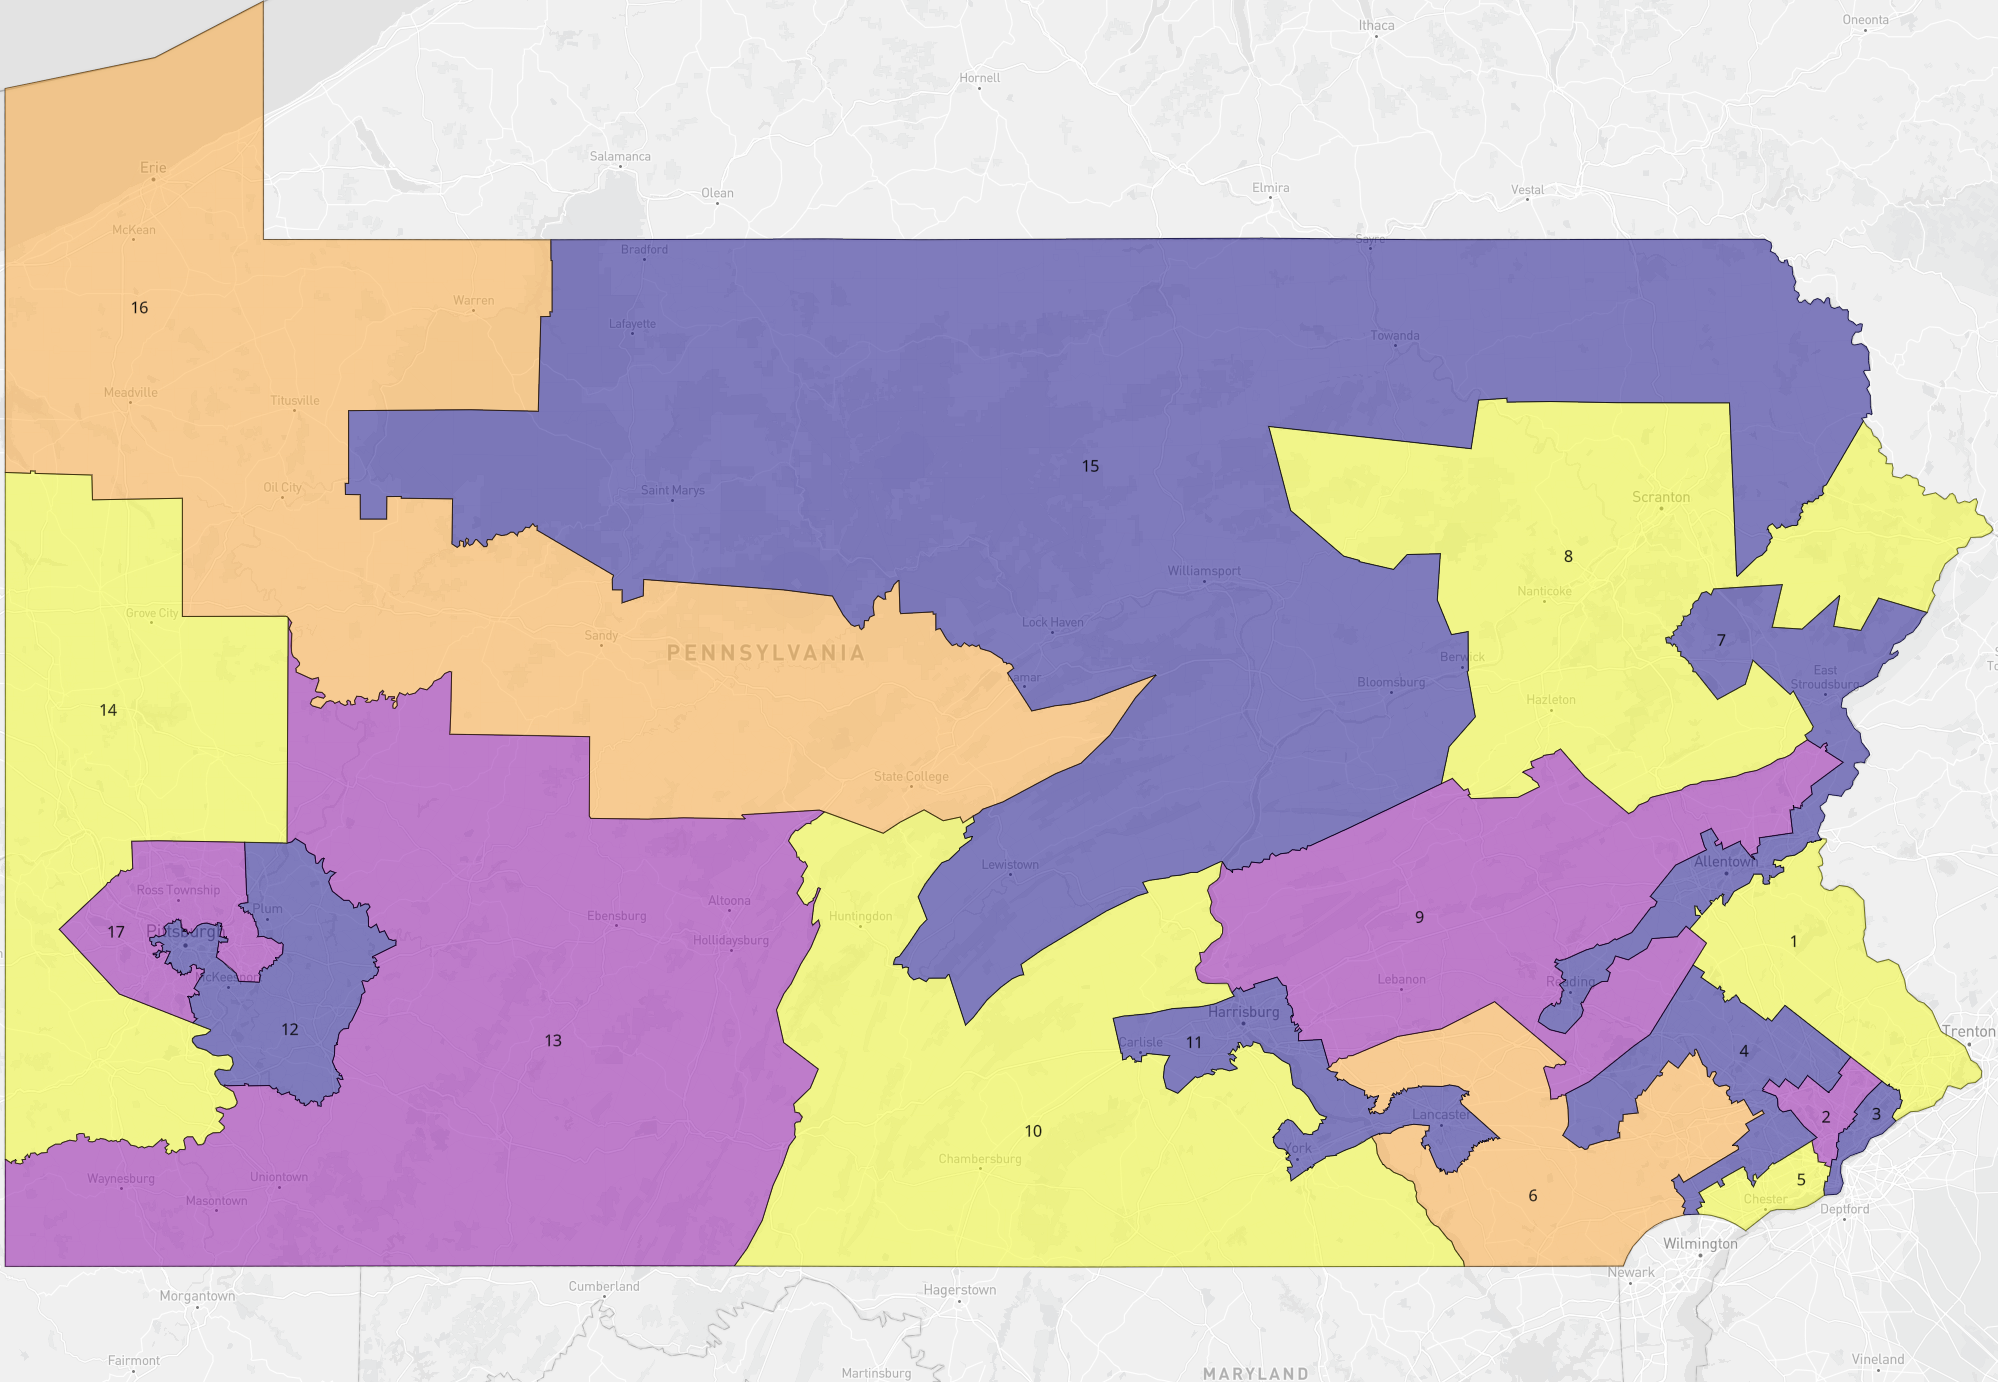 Ithaca
Oneonta
Hornell
Salamanca
Olean
Elmira
Vestal
Erie
McKean
Bradford
Sayre
16
Warren
Lafayette
Towanda
Meadville
Titusville
15
Oil City
Saint Marys
Scranton
8
Williamsport
Nanticoke
Grove City
Lock Haven
Sandy
PENNSYLVANIA
7
Berwick
East
Stroudsburg
Lamar
Bloomsburg
Hazleton
14
State College
Lewistown
Allentown
Ross Township
Altoona
Plum
Huntingdon
9
17
Pittsburgh
Ebensburg
Hollidaysburg
1
McKeesport
Lebanon
Reading
Harrisburg
12
Trenton
13
Carlisle
11
4
Lancaster
2
3
10
York
Chambersburg
Waynesburg
Uniontown
5
6
Masontown
Chester
Deptford
Wilmington
Newark
Cumberland
Hagerstown
Morgantown
Fairmont
Vineland
Martinsburg
MARYLAND